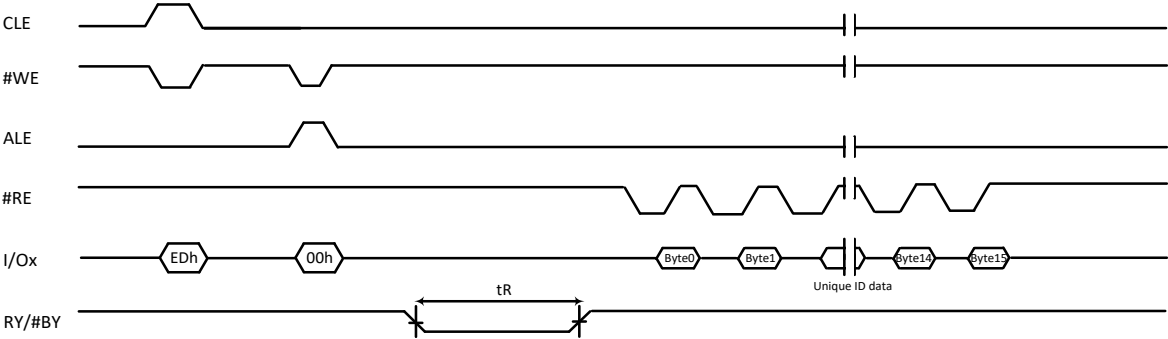 CLE
#WE
ALE
#RE
I/Ox EDh 00h Byte0 Byte1 Byte14 Byte15
Unique ID data
tR
RY/#BY